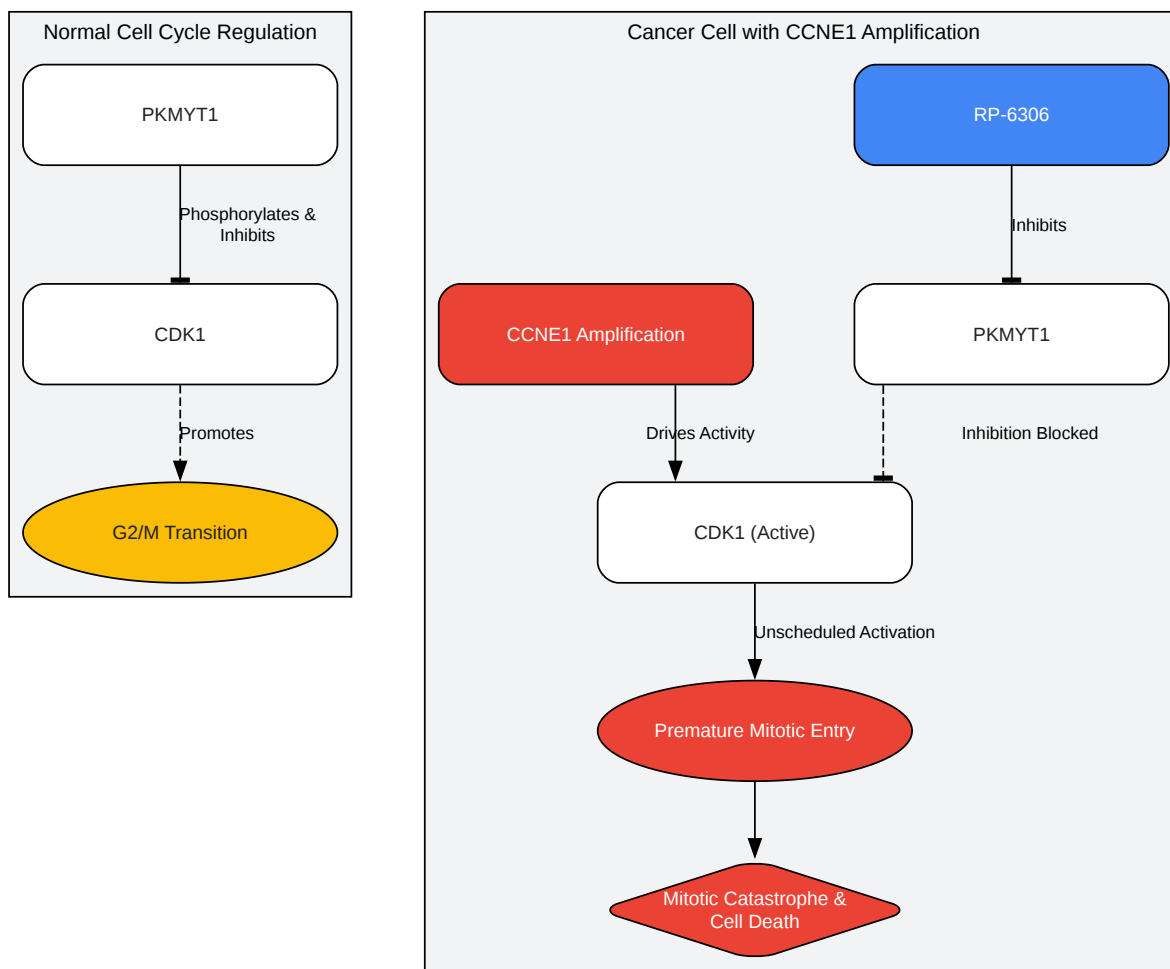 Normal Cell Cycle Regulation
PKMYT1
Phosphorylates &
Inhibits
CDK1
Promotes
G2/M Transition
Cancer Cell with CCNE1 Amplification
RP-6306
Inhibits
CCNE1 Amplification
PKMYT1
Drives Activity
Inhibition Blocked
CDK1 (Active)
Unscheduled Activation
Premature Mitotic Entry
Mitotic Catastrophe &
Cell Death